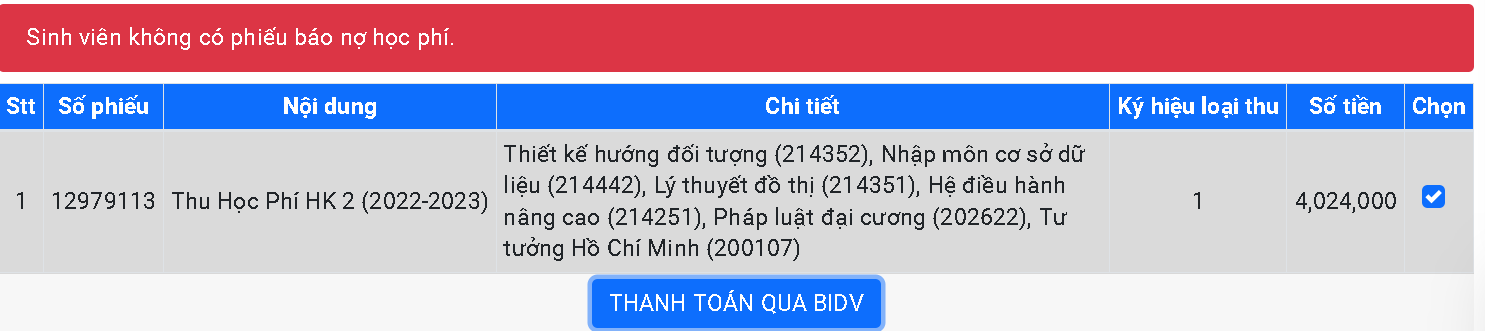 Sinh viên không có phiếu báo nợ học phí.
Stt Số phiếu Nội dung Chi tiết Ký hiệu loại thu Số tiền Chọn
1 12979113 Thu Học Phí HK 2 (2022-2023) Thiết kế hướng đối tượng (214352), Nhập môn cơ sở dữ
liệu (214442), Lý thuyết đồ thị (214351), Hệ điều hành
nâng cao (214251), Pháp luật đại cương (202622), Tư
tưởng Hồ Chí Minh (200107)
1 4,024,000
THANH TOÁN QUA BIDV